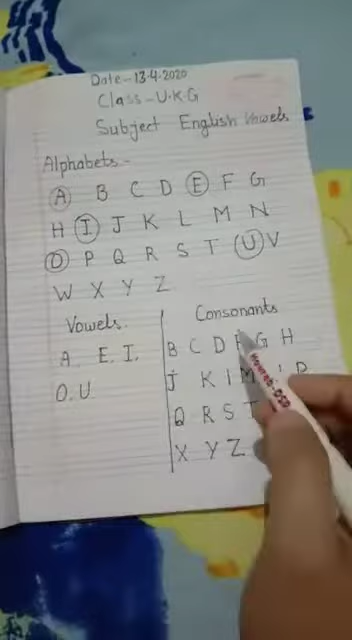 Date-13-4-2020
Class-U.K.G
Subject English Vowels
Alphabets-
A B C D E F G
H I J K L M N
O P Q R S T U V
W X Y Z
Vowels.
A. E. I.
O. U
Consonants
B C D F G H
J K l M P
Q R S T
X Y Z